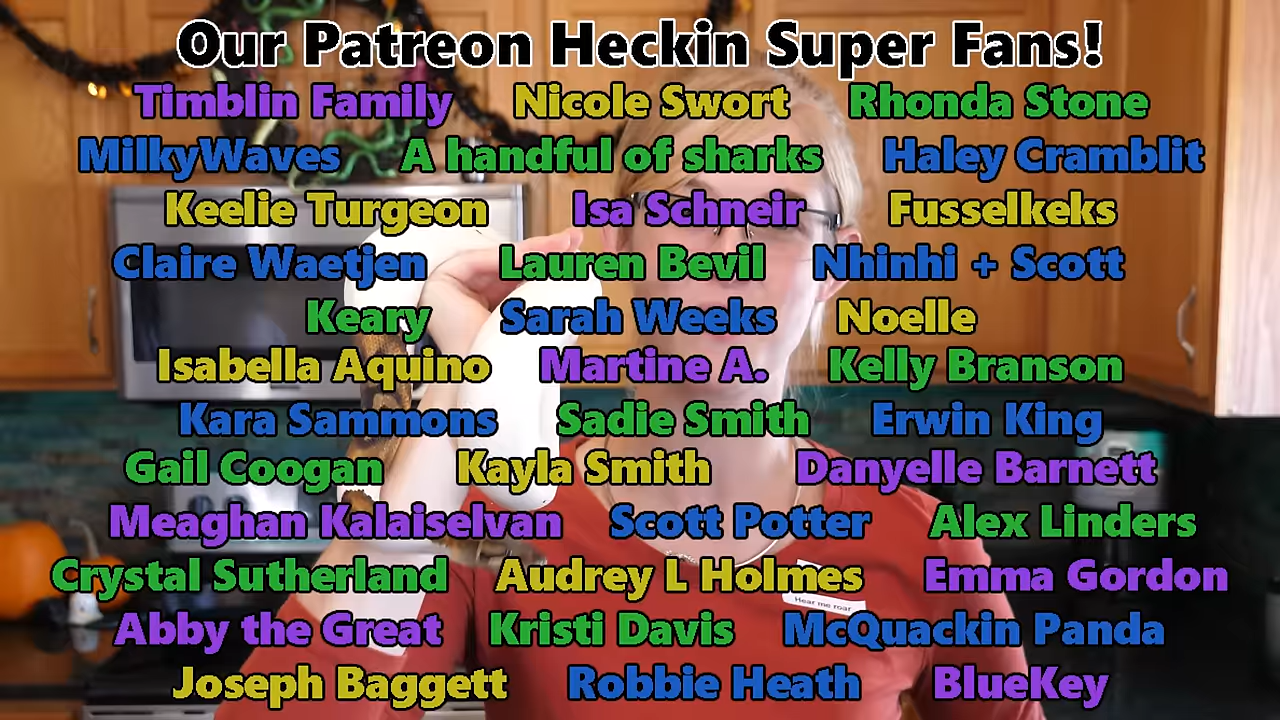 Our Patreon Heckin Super Fans!
Timblin Family Nicole Swort Rhonda Stone
MilkyWaves A handful of sharks Haley Cramblit
Keelie Turgeon Isa Schneir Fusselkeks
Claire Waetjen Lauren Bevil Nhinhi + Scott
Keary Sarah Weeks Noelle
Isabella Aquino Martine A. Kelly Branson
Kara Sammons Sadie Smith Erwin King
Gail Coogan Kayla Smith Danyelle Barnett
Meaghan Kalaiselvan Scott Potter Alex Linders
Crystal Sutherland Audrey L Holmes Emma Gordon
Hear me roar
Abby the Great Kristi Davis McQuackin Panda
Joseph Baggett Robbie Heath BlueKey